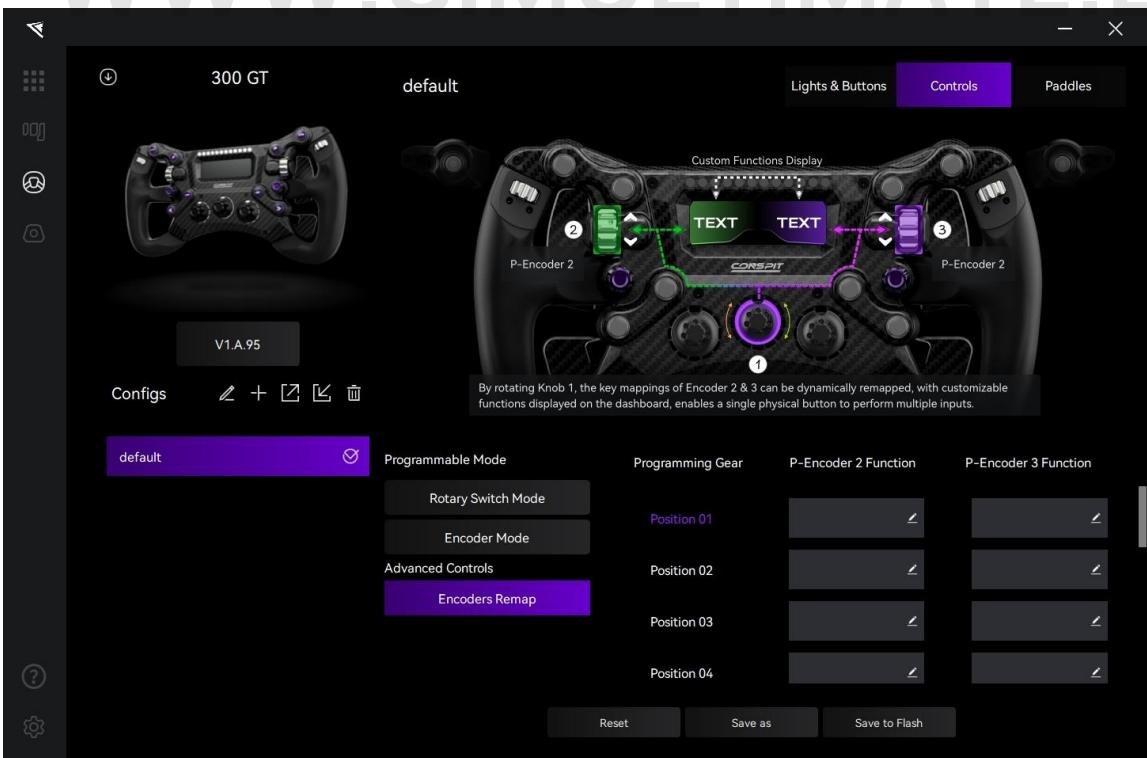 300 GT
default
Lights & Buttons
Controls
Paddles
Custom Functions Display
TEXT
TEXT
2
3
P-Encoder 2
P-Encoder 2
CORSPIT
1
V1.A.95
By rotating Knob 1, the key mappings of Encoder 2 & 3 can be dynamically remapped, with customizable
functions displayed on the dashboard, enables a single physical button to perform multiple inputs.
Configs
default
Programmable Mode
Programming Gear
P-Encoder 2 Function
P-Encoder 3 Function
Rotary Switch Mode
Position 01
Encoder Mode
Advanced Controls
Position 02
Encoders Remap
Position 03
Position 04
Reset
Save as
Save to Flash